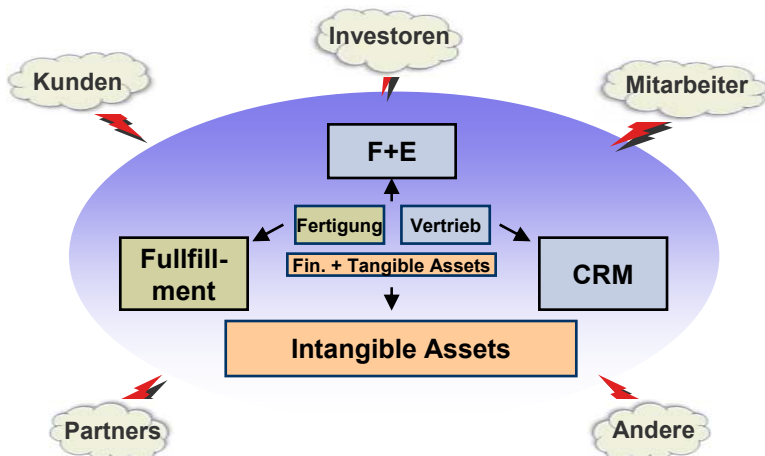 Investoren
Kunden
Mitarbeiter
F+E
Fertigung
Vertrieb
Fullfill-
ment
Fin. + Tangible Assets
CRM
Intangible Assets
Partners
Andere